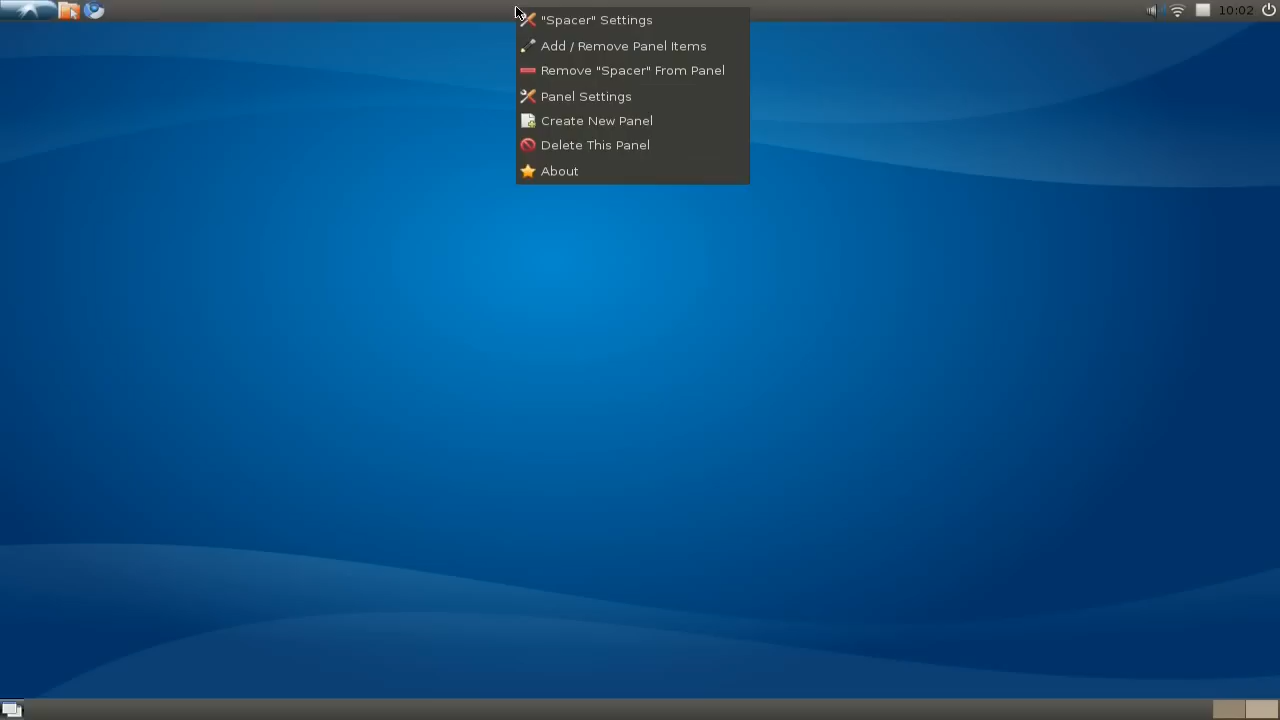 10:02
"Spacer" Settings
Add / Remove Panel Items
Remove "Spacer" From Panel
Panel Settings
Create New Panel
Delete This Panel
About